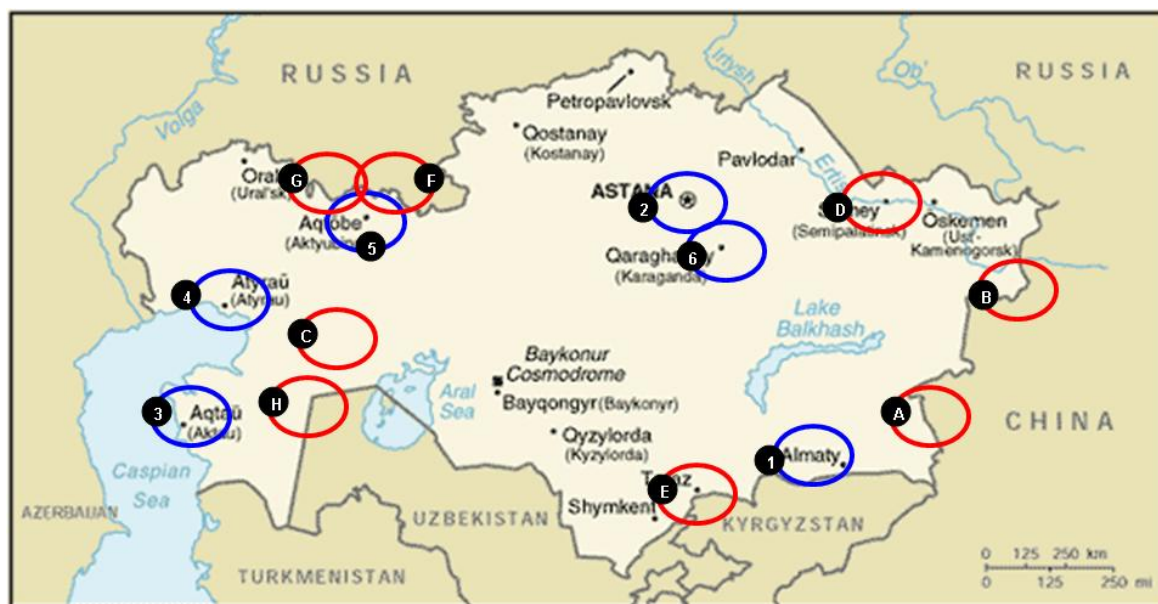 RUSSIA
Irtysh
Ob'
RUSSIA
Petropavlovsk
Volga
Qostanay
(Kostanay)
Pavlodar
Oral
(Ural'sk)
G
F
Ertis
ASTANA
2
D
(Semipalatinsk)
Öskemen
(Ust'-
Kamenogorsk)
Aqtöbe
5
Qaraghandy
(Karaganda)
6
4
Atyraū
(Atyrau)
B
C
Lake
Balkhash
Baykonur
Cosmodrome
Bayqongyr (Baykonyr)
Aral
Sea
H
3
Aqtaū
(Aktau)
A
CHINA
Qyzylorda
(Kyzylorda)
1
Almaty
Caspian
Sea
E
Shymkent
AZERBAIJAN
UZBEKISTAN
KYRGYZSTAN
TURKMENISTAN
0 125 250 km
0 125 250 mi